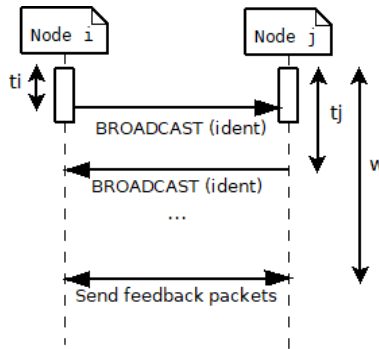 Node i
Node j
ti
BROADCAST (ident)
tj
w
BROADCAST (ident)
...
Send feedback packets